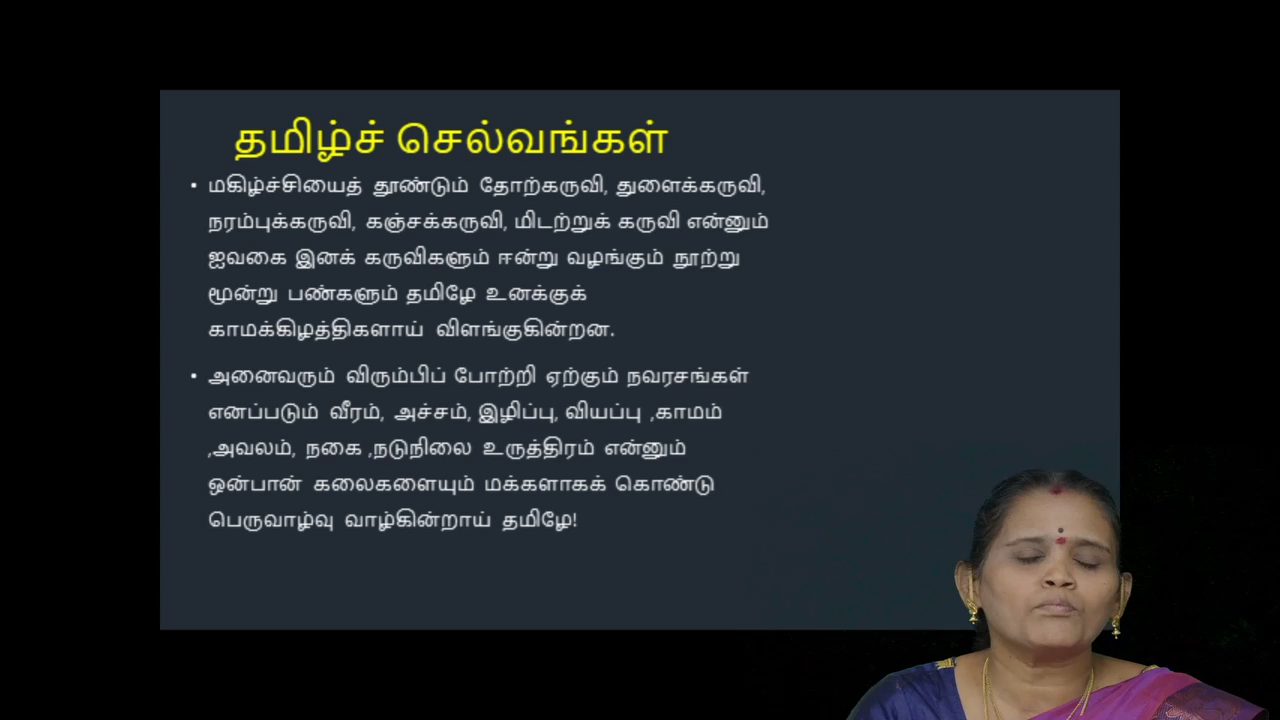 தமிழ்ச் செல்வங்கள்
• மகிழ்ச்சியைத் தூண்டும் தோற்கருவி, துளைக்கருவி,
நரம்புக்கருவி, கஞ்சக்கருவி, மிடற்றுக் கருவி என்னும்
ஐவகை இனக் கருவிகளும் ஈன்று வழங்கும் நூற்று
மூன்று பண்களும் தமிழே உனக்குக்
காமக்கிழத்திகளாய் விளங்குகின்றன.
• அனைவரும் விரும்பிப் போற்றி ஏற்கும் நவரசங்கள்
எனப்படும் வீரம், அச்சம், இழிப்பு, வியப்பு ,காமம்
,அவலம், நகை ,நடுநிலை உருத்திரம் என்னும்
ஒன்பான் கலைகளையும் மக்களாகக் கொண்டு
பெருவாழ்வு வாழ்கின்றாய் தமிழே!